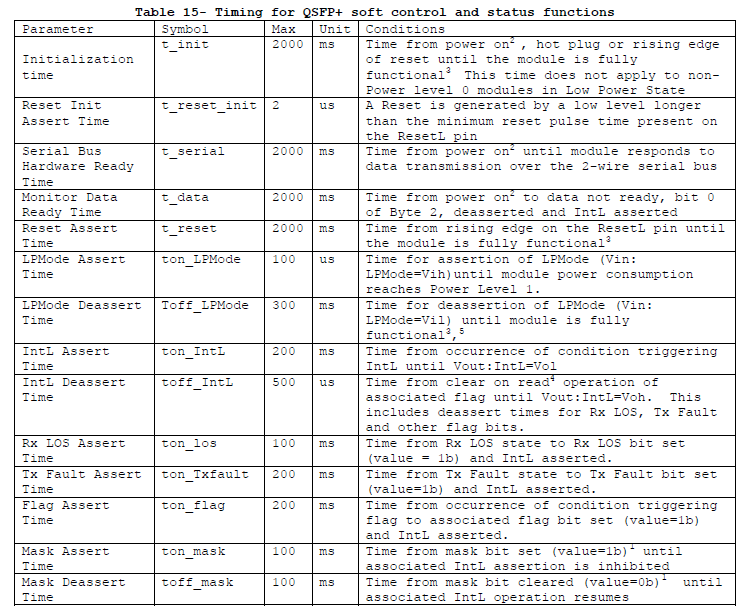 Table 15- Timing for QSFP+ soft control and status functions
Parameter Symbol Max Unit Conditions
Initialization time t_init 2000 ms Time from power on2 , hot plug or rising edge
of reset until the module is fully
functional3 This time does not apply to non-
Power level 0 modules in Low Power State
Reset Init t_reset_init 2 us A Reset is generated by a low level longer
Assert Time than the minimum reset pulse time present on
the ResetL pin
Serial Bus t_serial 2000 ms Time from power on2 until module responds to
Hardware Ready data transmission over the 2-wire serial bus
Time
Monitor Data t_data 2000 ms Time from power on2 to data not ready, bit 0
Ready Time of Byte 2, deasserted and IntL asserted
Reset Assert t_reset 2000 ms Time from rising edge on the ResetL pin until
Time the module is fully functional3
LPMode Assert ton_LPMode 100 us Time for assertion of LPMode (Vin:
Time LPMode=Vih)until module power consumption
reaches Power Level 1.
LPMode Deassert Toff_LPMode 300 ms Time for deassertion of LPMode (Vin:
Time LPMode=Vil) until module is fully
functional3,5
IntL Assert ton_IntL 200 ms Time from occurrence of condition triggering
Time IntL until Vout:IntL=Vol
IntL Deassert toff_IntL 500 us Time from clear on read4 operation of
Time associated flag until Vout:IntL=Voh. This
includes deassert times for Rx LOS, Tx Fault
and other flag bits.
Rx LOS Assert ton_los 100 ms Time from Rx LOS state to Rx LOS bit set
Time (value = 1b) and IntL asserted.
Tx Fault Assert ton_Txfault 200 ms Time from Tx Fault state to Tx Fault bit set
Time (value=1b) and IntL asserted.
Flag Assert ton_flag 200 ms Time from occurrence of condition triggering
Time flag to associated flag bit set (value=1b)
and IntL asserted.
Mask Assert ton_mask 100 ms Time from mask bit set (value=1b)1 until
Time associated IntL assertion is inhibited
Mask Deassert toff_mask 100 ms Time from mask bit cleared (value=0b)1 until
Time associated IntL operation resumes